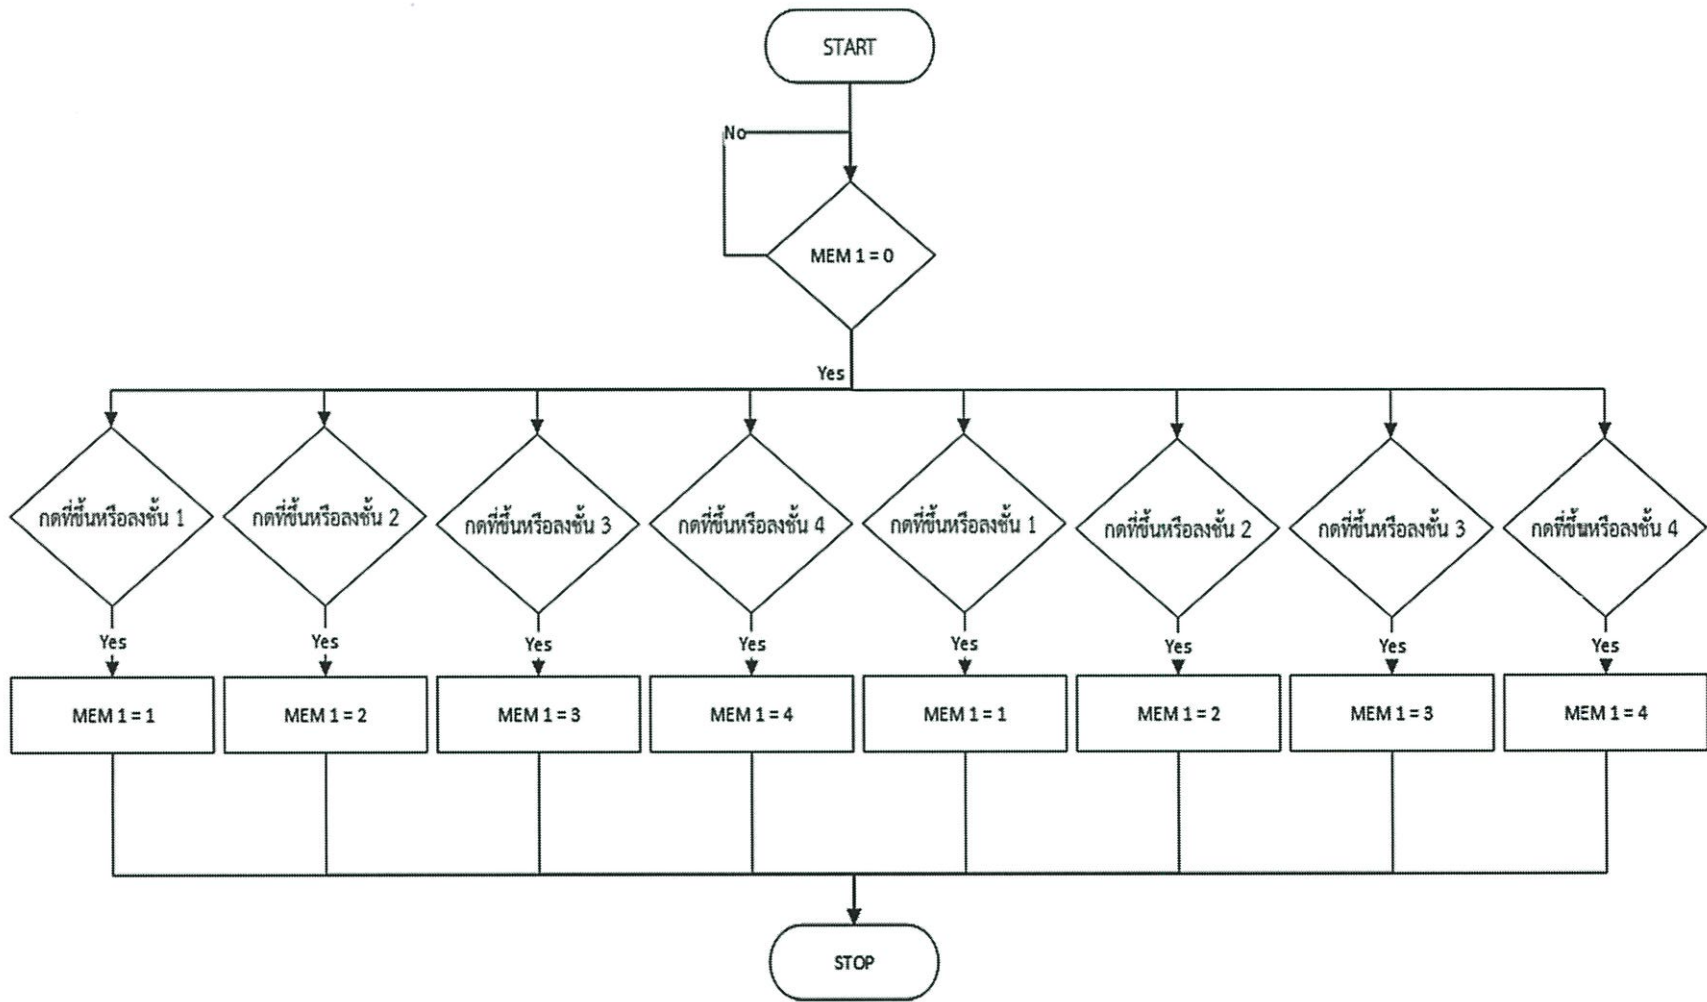 START
No
MEM 1 = 0
Yes
กดที่ขึ้นหรือลงชั้น 1
กดที่ขึ้นหรือลงชั้น 2
กดที่ขึ้นหรือลงชั้น 3
กดที่ขึ้นหรือลงชั้น 4
กดที่ขึ้นหรือลงชั้น 1
กดที่ขึ้นหรือลงชั้น 2
กดที่ขึ้นหรือลงชั้น 3
กดที่ขึ้นหรือลงชั้น 4
Yes
Yes
Yes
Yes
Yes
Yes
Yes
Yes
MEM 1 = 1
MEM 1 = 2
MEM 1 = 3
MEM 1 = 4
MEM 1 = 1
MEM 1 = 2
MEM 1 = 3
MEM 1 = 4
STOP